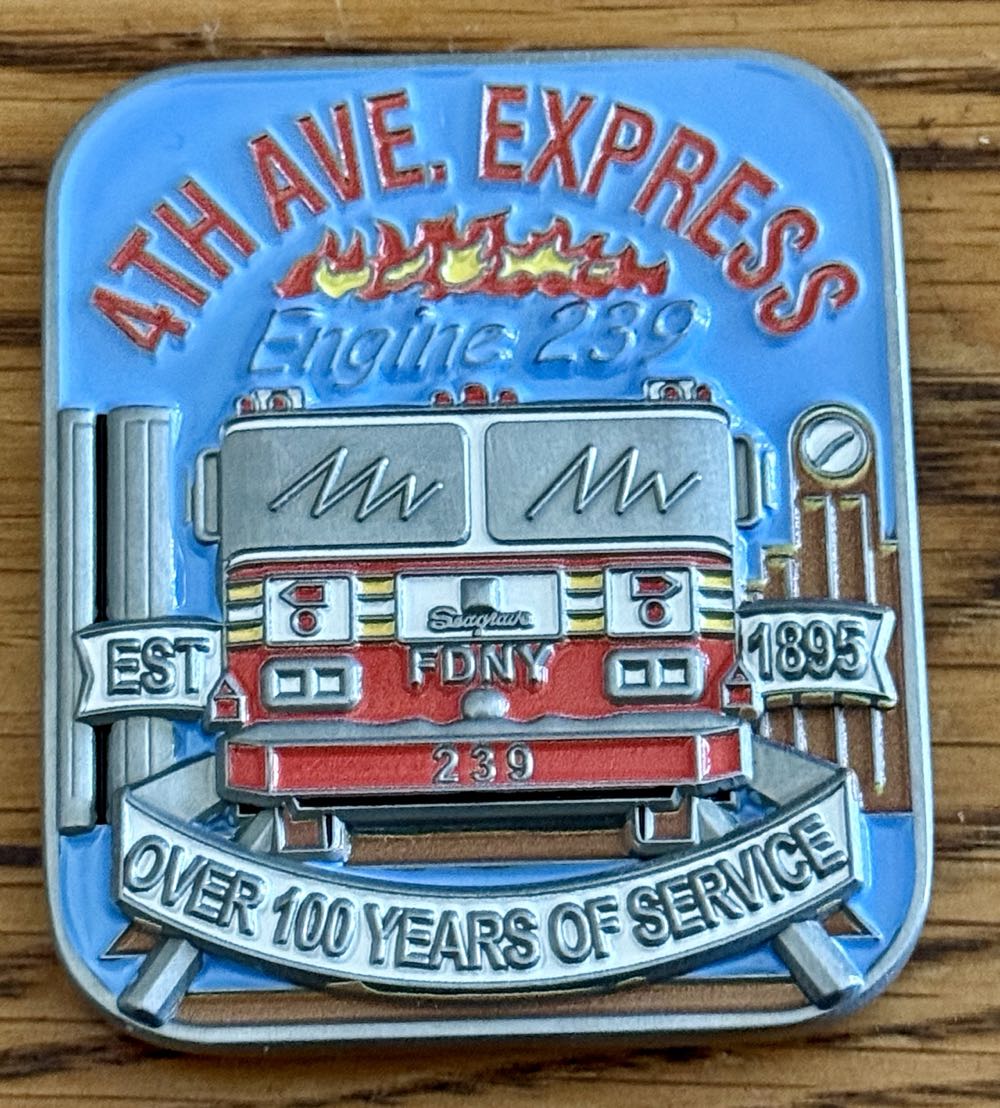 4TH AVE. EXPRESS
Engine 239
Seagrave
FDNY
EST 1895
239
OVER 100 YEARS OF SERVICE